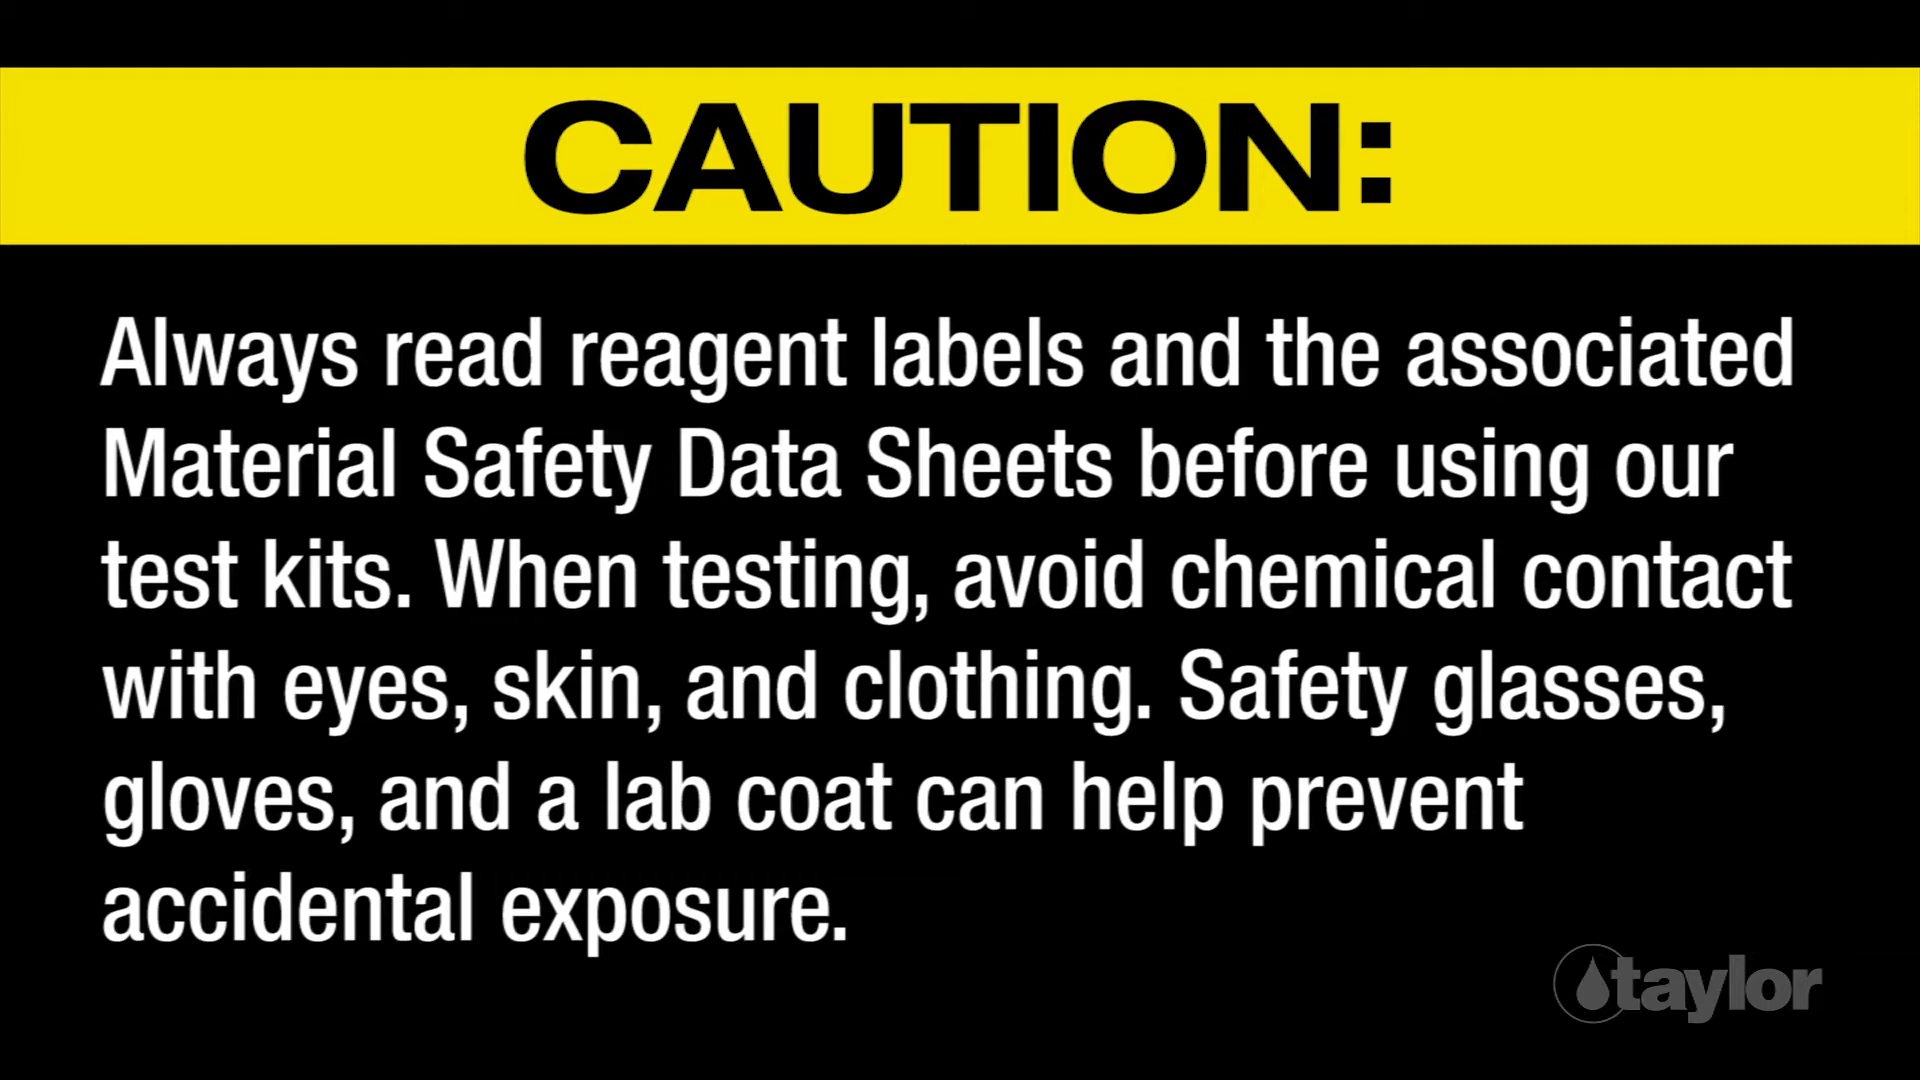 CAUTION:
Always read reagent labels and the associated
Material Safety Data Sheets before using our
test kits. When testing, avoid chemical contact
with eyes, skin, and clothing. Safety glasses,
gloves, and a lab coat can help prevent
accidental exposure.
taylor